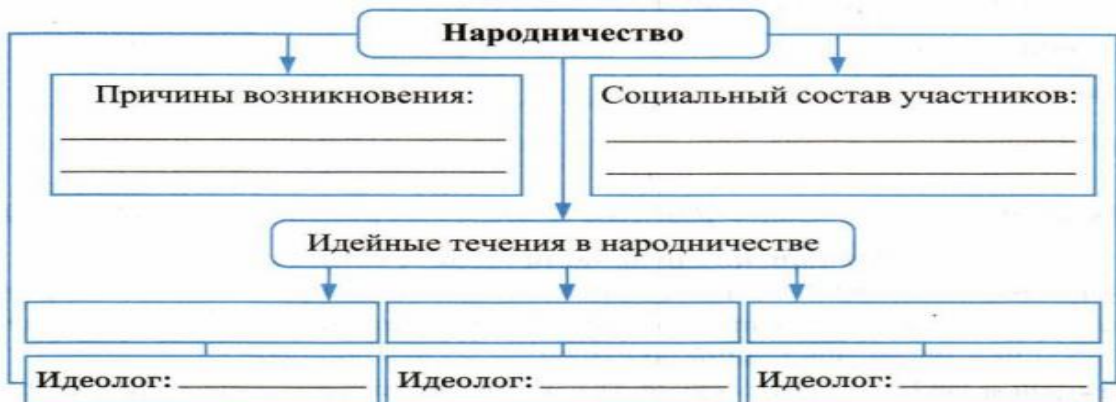 Народничество
Причины возникновения:
Социальный состав участников:
Идейные течения в народничестве
Идеолог:
Идеолог:
Идеолог: